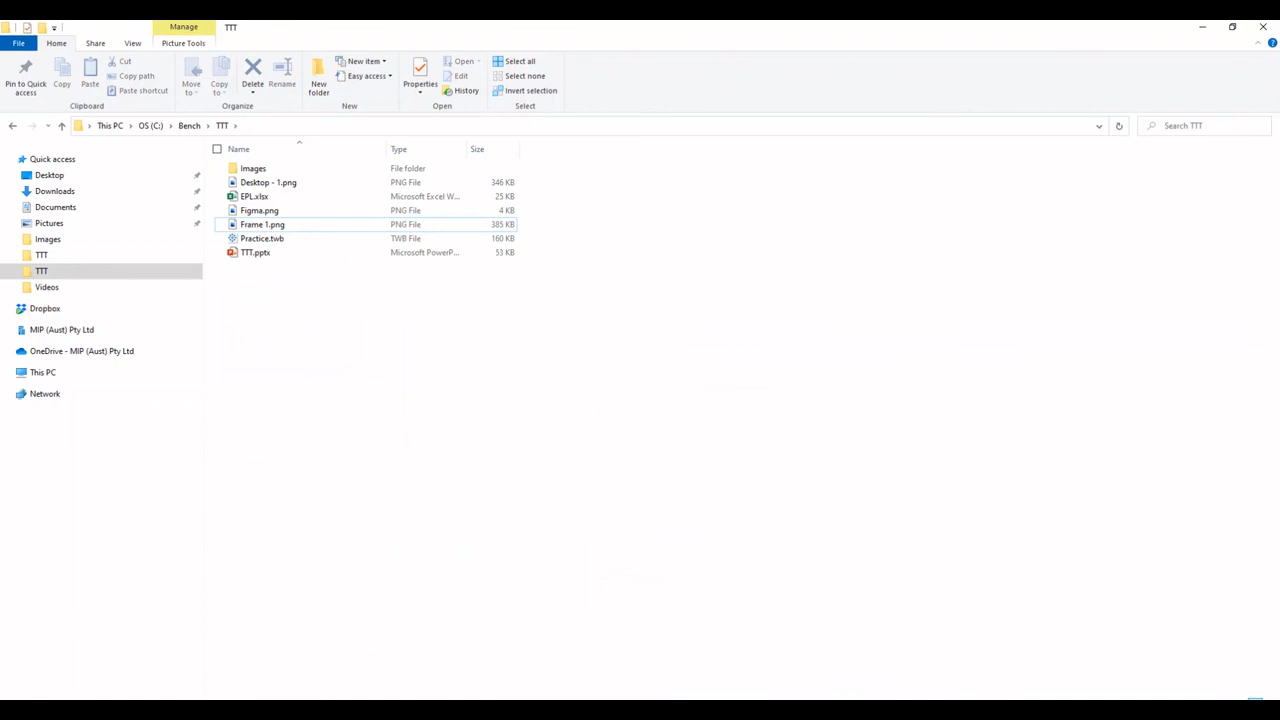 Manage
TTT
File
Home
Share
View
Picture Tools
Pin to Quick access
Copy
Paste
Cut
Copy path
Paste shortcut
Clipboard
Move to
Copy to
Delete
Rename
Organize
New folder
New item
Easy access
New
Properties
Open
Edit
History
Open
Select all
Select none
Invert selection
Select
This PC
OS (C:)
Bench
TTT
Search TTT
Quick access
Desktop
Downloads
Documents
Pictures
Images
TTT
TTT
Videos
Dropbox
MIP (Aust) Pty Ltd
OneDrive - MIP (Aust) Pty Ltd
This PC
Network
Name Type Size
Images File folder
Desktop - 1.png PNG File 346 KB
EPL.xlsx Microsoft Excel W... 25 KB
Figma.png PNG File 4 KB
Frame 1.png PNG File 385 KB
Practice.twb TWB File 160 KB
TTT.pptx Microsoft PowerP... 53 KB